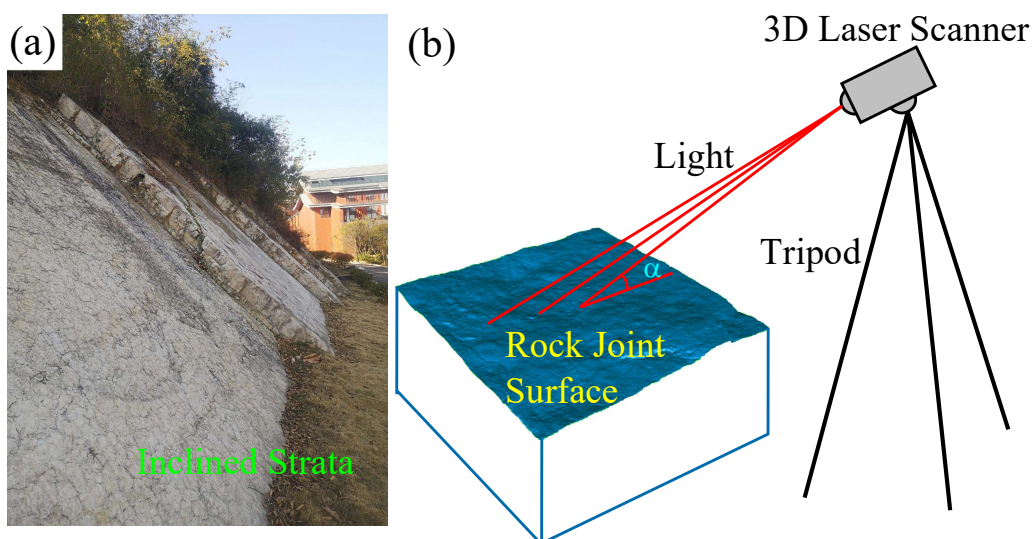 (a)
Inclined Strata
(b)
3D Laser Scanner
Light
α
Tripod
Rock Joint
Surface